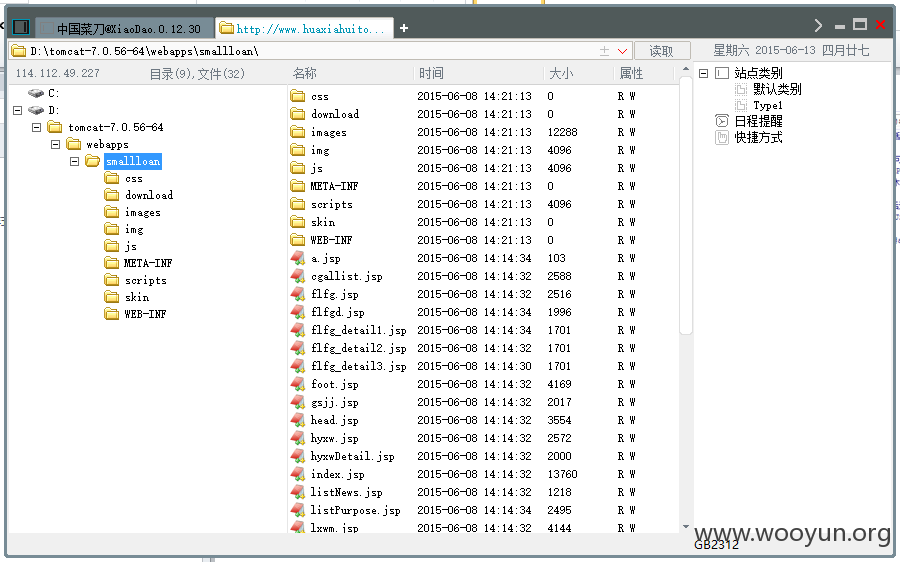 中国菜刀@XiaoDao.0.12.30 http://www.huaxiahuito... +
D:\tomcat-7.0.56-64\webapps\smallloan\ 读取 星期六 2015-06-13 四月廿七
114.112.49.227 目录(9),文件(32) 名称 时间 大小 属性
C:
D:
tomcat-7.0.56-64
webapps
smallloan
css
download
images
img
js
META-INF
scripts
skin
WEB-INF
css 2015-06-08 14:21:13 0 R W
download 2015-06-08 14:21:13 0 R W
images 2015-06-08 14:21:13 12288 R W
img 2015-06-08 14:21:13 4096 R W
js 2015-06-08 14:21:13 4096 R W
META-INF 2015-06-08 14:21:13 0 R W
scripts 2015-06-08 14:21:13 4096 R W
skin 2015-06-08 14:21:13 0 R W
WEB-INF 2015-06-08 14:21:13 0 R W
a.jsp 2015-06-08 14:14:34 103 R W
cgallist.jsp 2015-06-08 14:14:32 2588 R W
flfg.jsp 2015-06-08 14:14:32 2516 R W
flfgd.jsp 2015-06-08 14:14:34 1996 R W
flfg_detail1.jsp 2015-06-08 14:14:34 1701 R W
flfg_detail2.jsp 2015-06-08 14:14:32 1701 R W
flfg_detail3.jsp 2015-06-08 14:14:30 1701 R W
foot.jsp 2015-06-08 14:14:32 4169 R W
gsjj.jsp 2015-06-08 14:14:32 2017 R W
head.jsp 2015-06-08 14:14:32 3554 R W
hyxw.jsp 2015-06-08 14:14:32 2572 R W
hyxwDetail.jsp 2015-06-08 14:14:32 2000 R W
index.jsp 2015-06-08 14:14:32 13760 R W
listNews.jsp 2015-06-08 14:14:32 1218 R W
listPurpose.jsp 2015-06-08 14:14:34 2495 R W
lxwm.jsp 2015-06-08 14:14:32 4144 R W
站点类别
默认类别
Type1
日程提醒
快捷方式
www.wooyun.org
GB2312